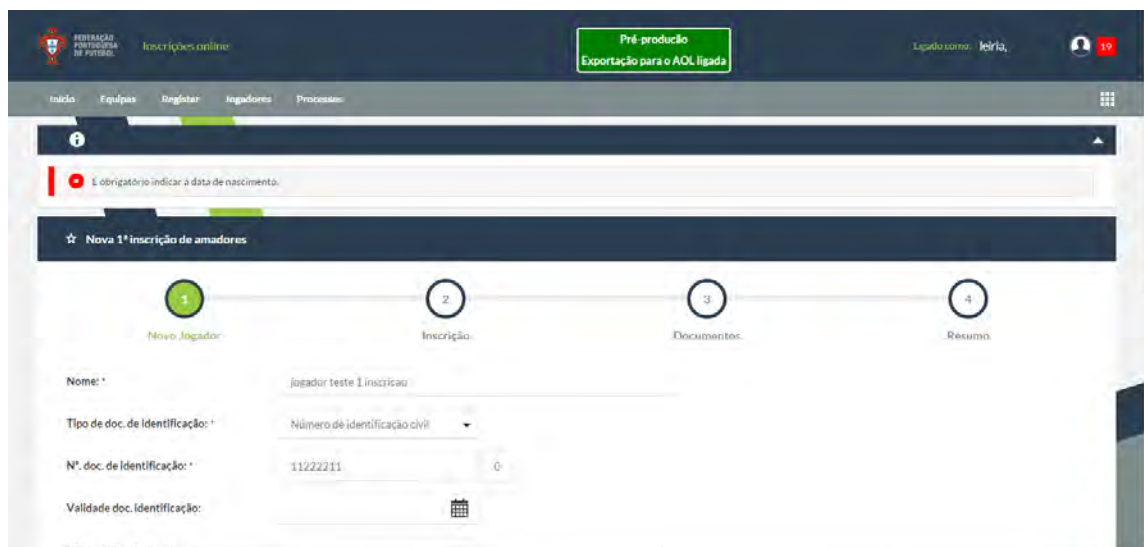 FEDERAÇÃO
PORTUGUESA
DE FUTEBOL
Inscrições online
Pré-producão
Exportação para o AOL ligada
Ligado como: leiria,
19
Início Equipas Registar Jogadores Processos
É obrigatório indicar a data de nascimento.
Nova 1ª inscrição de amadores
1 2 3 4
Novo Jogador Inscrição Documentos Resumo
Nome: * jogador teste 1 inscricao
Tipo de doc. de identificação: * Número de identificação civil
Nº. doc. de identificação: * 11222211 0
Validade doc. identificação: